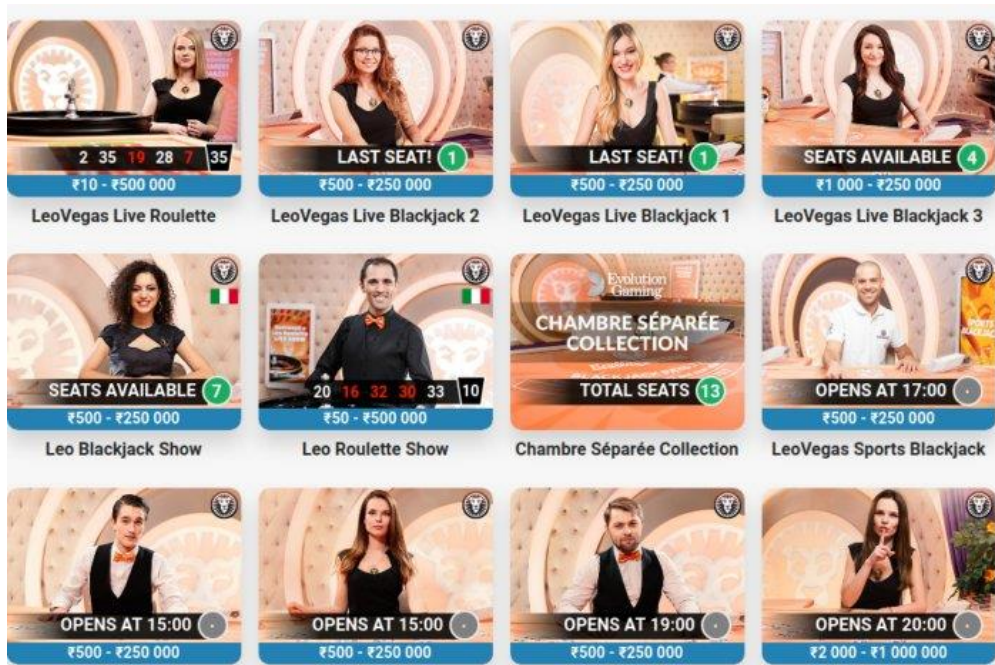 2 35 19 28 7 35
₹10 - ₹500 000
LeoVegas Live Roulette
LAST SEAT! 1
₹500 - ₹250 000
LeoVegas Live Blackjack 2
LAST SEAT! 1
₹500 - ₹250 000
LeoVegas Live Blackjack 1
SEATS AVAILABLE 4
₹1 000 - ₹250 000
LeoVegas Live Blackjack 3
SEATS AVAILABLE 7
₹500 - ₹250 000
Leo Blackjack Show
20 16 32 30 33 10
₹50 - ₹500 000
Leo Roulette Show
Evolution
Gaming
CHAMBRE SÉPARÉE
COLLECTION
TOTAL SEATS 13
Chambre Séparée Collection
SPORTS
OPENS AT 17:00
₹500 - ₹250 000
LeoVegas Sports Blackjack
OPENS AT 15:00
₹500 - ₹250 000
OPENS AT 15:00
₹500 - ₹250 000
OPENS AT 19:00
₹500 - ₹250 000
OPENS AT 20:00
₹2 000 - ₹1 000 000